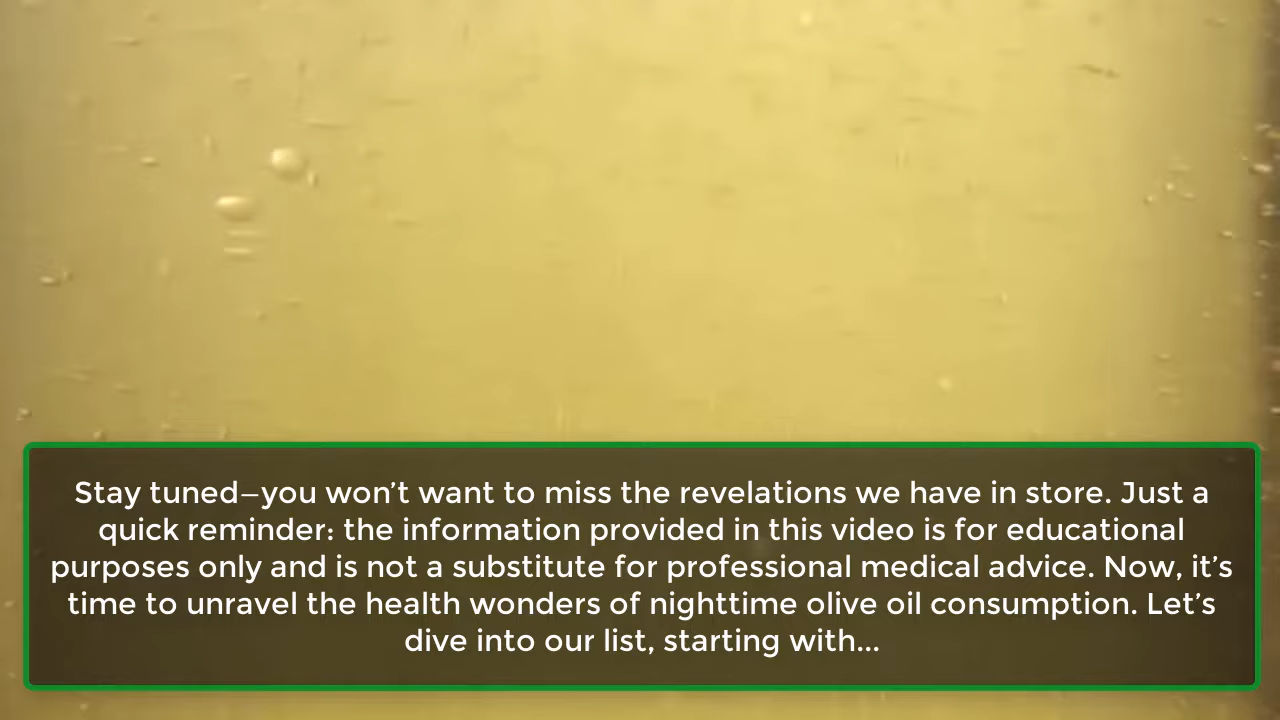 Stay tuned—you won’t want to miss the revelations we have in store. Just a
quick reminder: the information provided in this video is for educational
purposes only and is not a substitute for professional medical advice. Now, it’s
time to unravel the health wonders of nighttime olive oil consumption. Let’s
dive into our list, starting with...